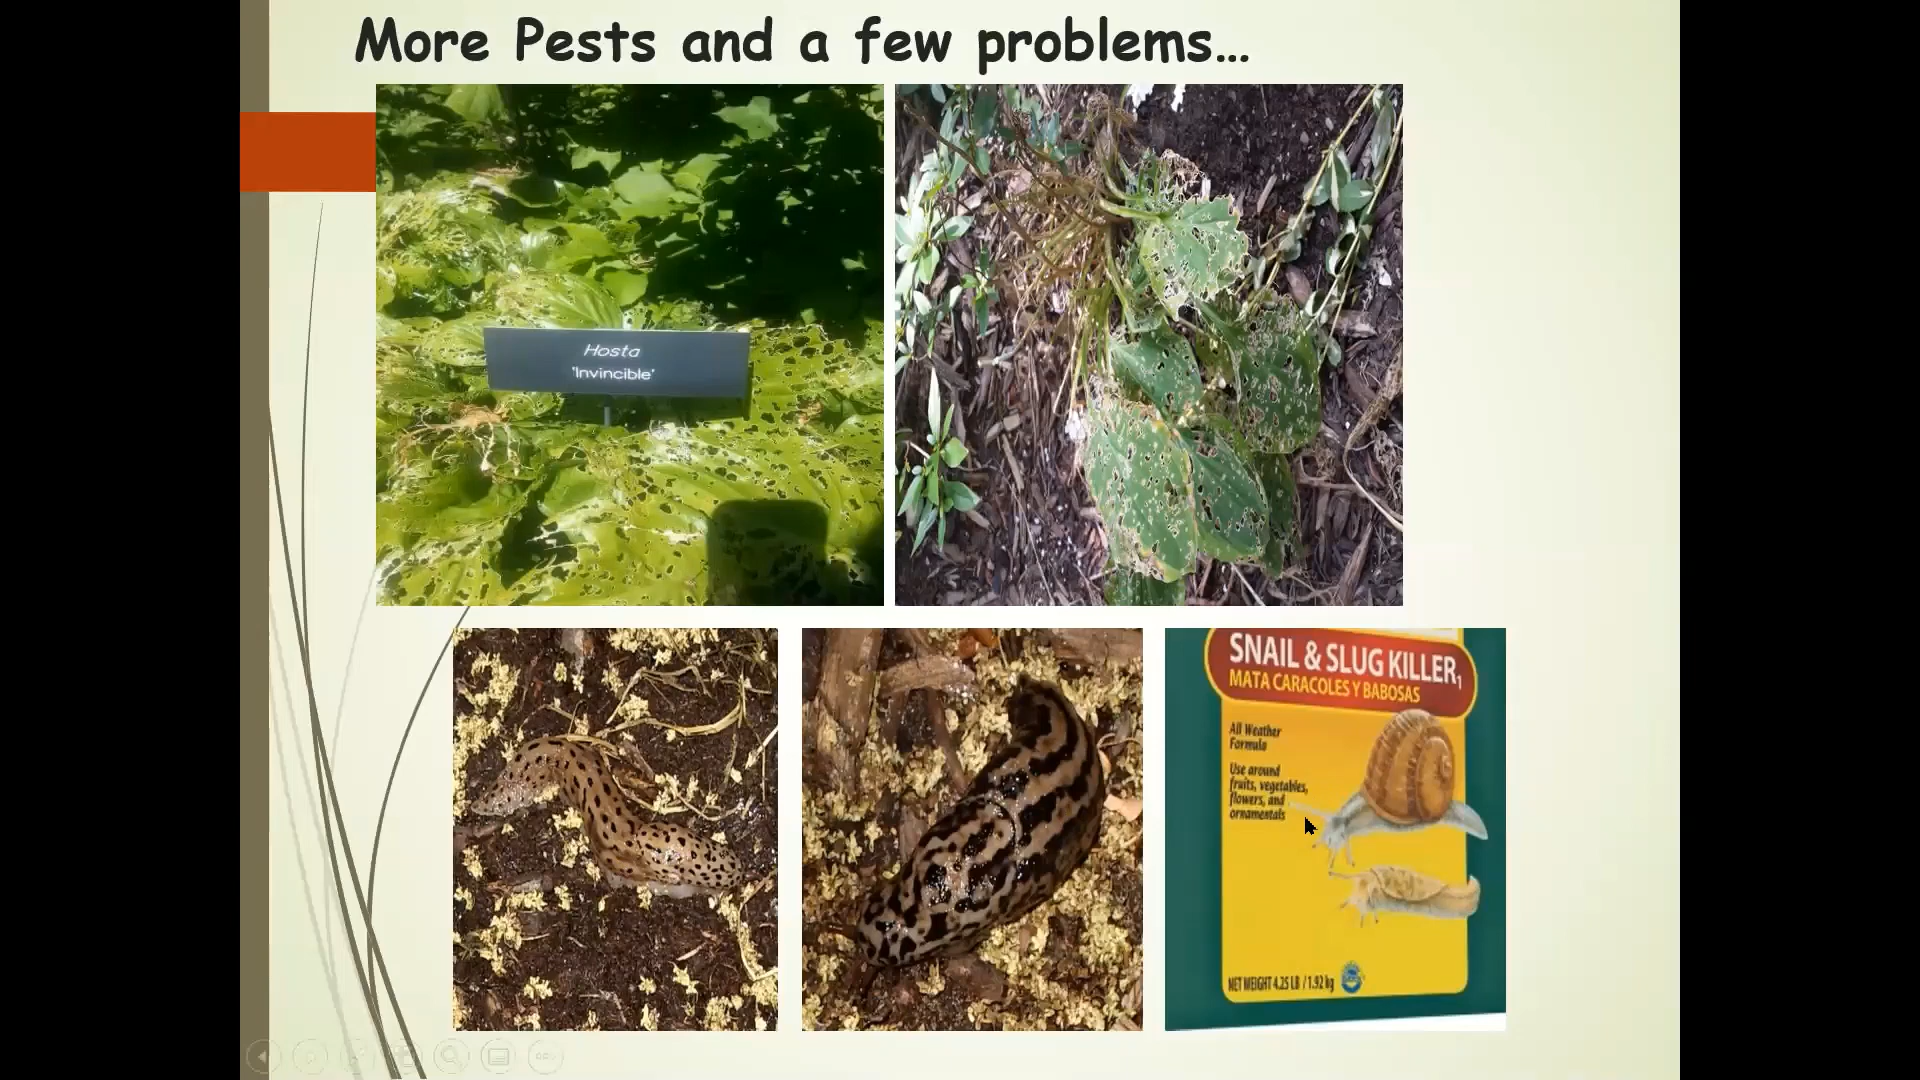 More Pests and a few problems...
Hosta
'Invincible'
SNAIL & SLUG KILLER1
MATA CARACOLES Y BABOSAS
All Weather
Formula
Use around
fruits, vegetables,
flowers, and
ornamentals
NET WEIGHT 4.25 LB / 1.92 kg